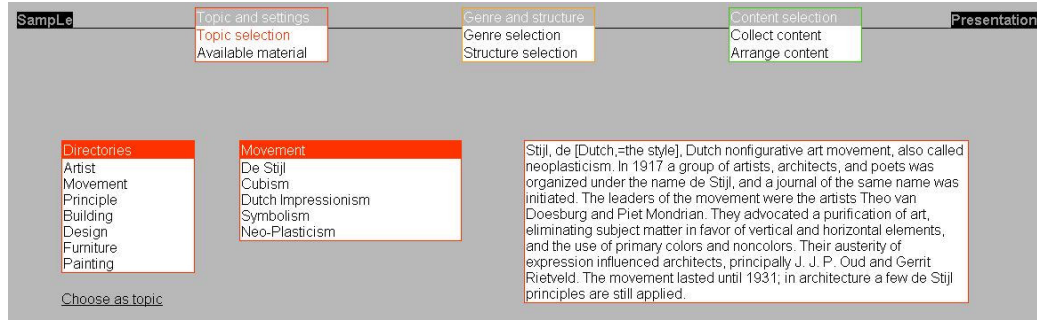 SampLe
Topic and settings
Topic selection
Available material
Genre and structure
Genre selection
Structure selection
Content selection
Collect content
Arrange content
Presentation
Directories
Artist
Movement
Principle
Building
Design
Furniture
Painting
Choose as topic
Movement
De Stijl
Cubism
Dutch Impressionism
Symbolism
Neo-Plasticism
Stijl, de [Dutch,=the style], Dutch nonfigurative art movement, also called
neoplasticism. In 1917 a group of artists, architects, and poets was
organized under the name de Stijl, and a journal of the same name was
initiated. The leaders of the movement were the artists Theo van
Doesburg and Piet Mondrian. They advocated a purification of art,
eliminating subject matter in favor of vertical and horizontal elements,
and the use of primary colors and noncolors. Their austerity of
expression influenced architects, principally J. J. P. Oud and Gerrit
Rietveld. The movement lasted until 1931; in architecture a few de Stijl
principles are still applied.